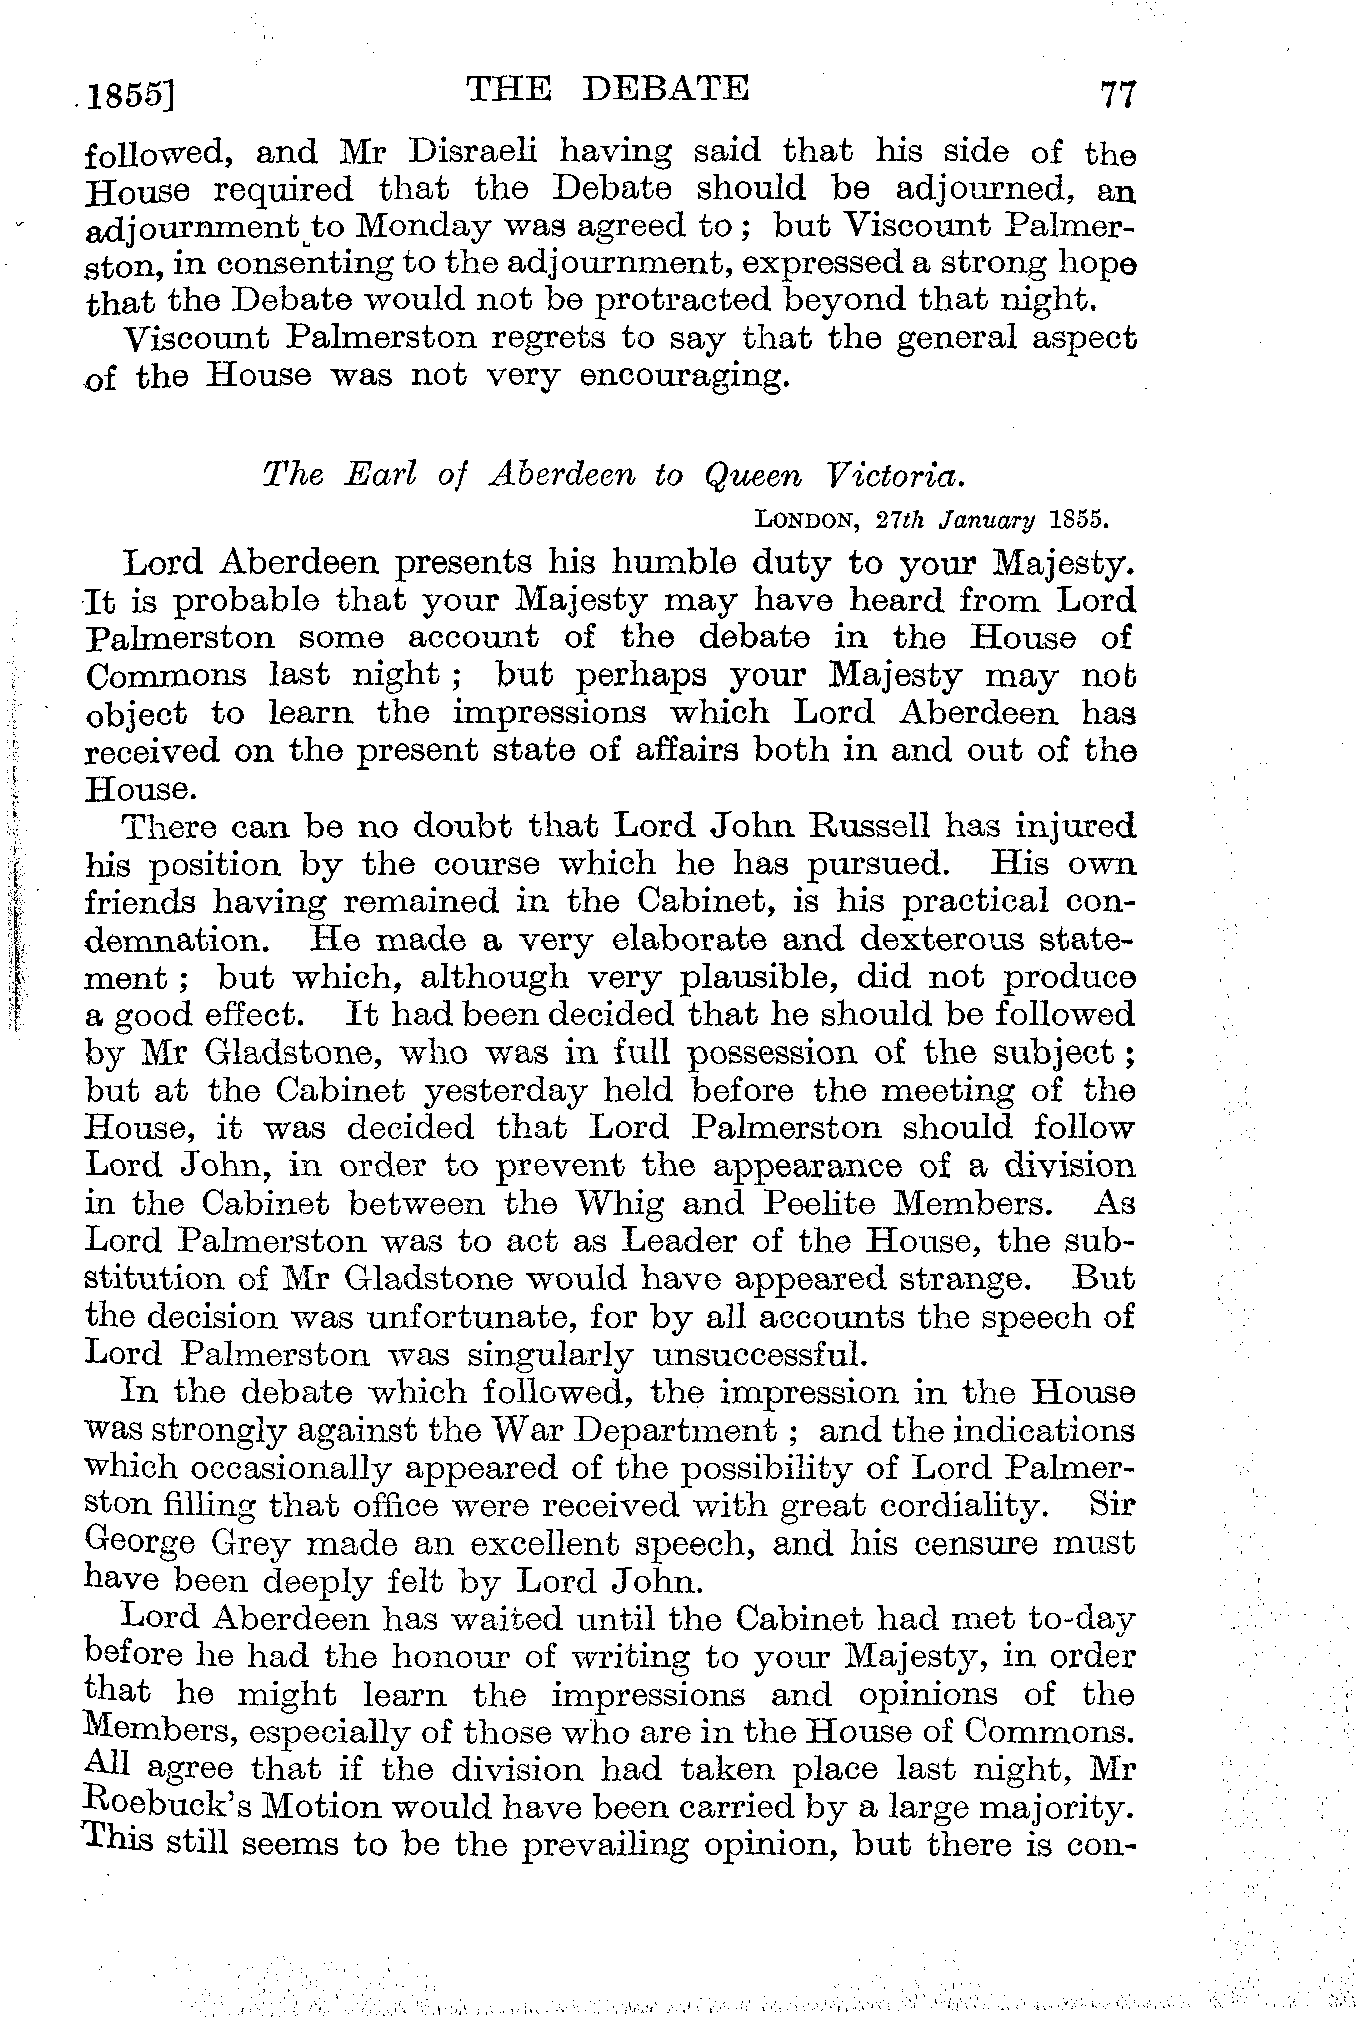 1855] THE DEBATE 77
followed, and Mr Disraeli having said that his side of the
House required that the Debate should be adjourned, an
adjournment to Monday was agreed to ; but Viscount Palmer-
ston, in consenting to the adjournment, expressed a strong hope
that the Debate would not be protracted beyond that night.
Viscount Palmerston regrets to say that the general aspect
of the House was not very encouraging.
The Earl of Aberdeen to Queen Victoria.
LONDON, 27th January 1855.
Lord Aberdeen presents his humble duty to your Majesty.
It is probable that your Majesty may have heard from Lord
Palmerston some account of the debate in the House of
Commons last night ; but perhaps your Majesty may not
object to learn the impressions which Lord Aberdeen has
received on the present state of affairs both in and out of the
House.
There can be no doubt that Lord John Russell has injured
his position by the course which he has pursued. His own
friends having remained in the Cabinet, is his practical con-
demnation. He made a very elaborate and dexterous state-
ment ; but which, although very plausible, did not produce
a good effect. It had been decided that he should be followed
by Mr Gladstone, who was in full possession of the subject ;
but at the Cabinet yesterday held before the meeting of the
House, it was decided that Lord Palmerston should follow
Lord John, in order to prevent the appearance of a division
in the Cabinet between the Whig and Peelite Members. As
Lord Palmerston was to act as Leader of the House, the sub-
stitution of Mr Gladstone would have appeared strange. But
the decision was unfortunate, for by all accounts the speech of
Lord Palmerston was singularly unsuccessful.
In the debate which followed, the impression in the House
was strongly against the War Department ; and the indications
which occasionally appeared of the possibility of Lord Palmer-
ston filling that office were received with great cordiality. Sir
George Grey made an excellent speech, and his censure must
have been deeply felt by Lord John.
Lord Aberdeen has waited until the Cabinet had met to-day
before he had the honour of writing to your Majesty, in order
that he might learn the impressions and opinions of the
Members, especially of those who are in the House of Commons.
All agree that if the division had taken place last night, Mr
Roebuck's Motion would have been carried by a large majority.
This still seems to be the prevailing opinion, but there is con-